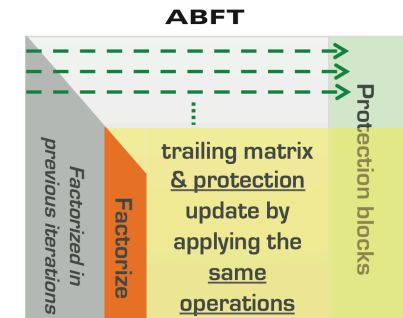 ABFT
Factorized in
previous iterations
Factorize
trailing matrix
& protection
update by
applying the
same
operations
Protection blocks